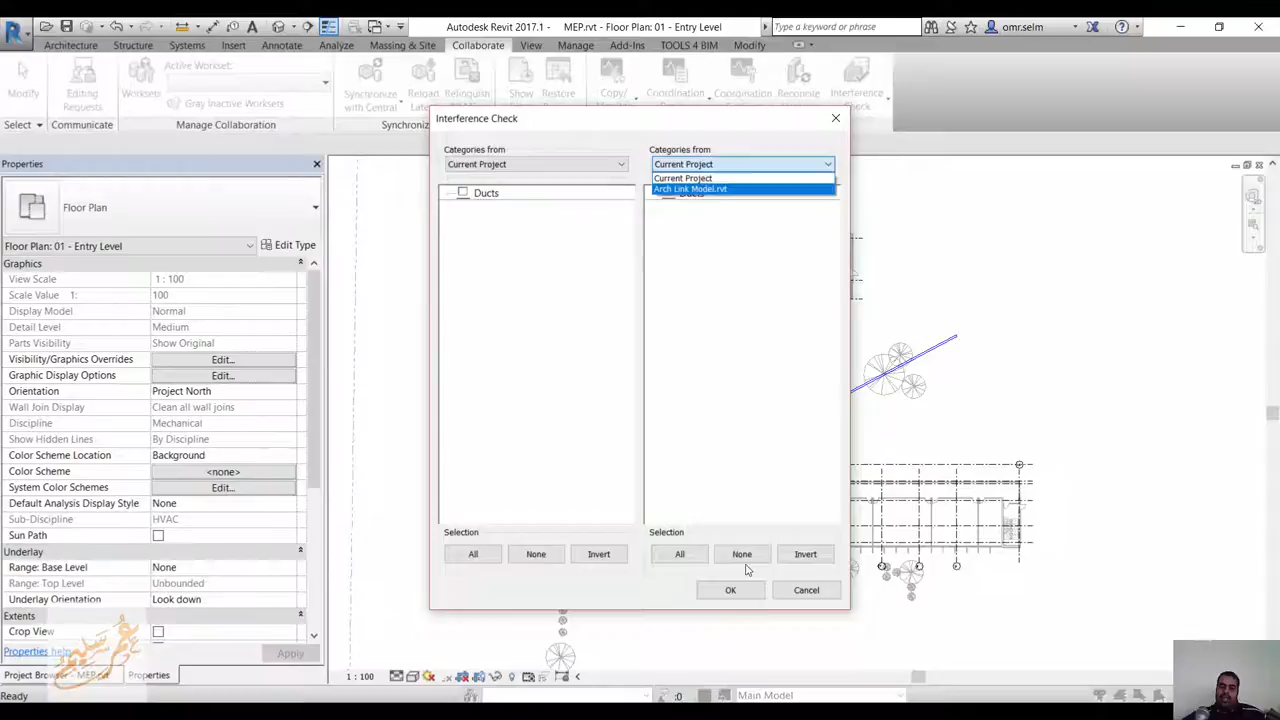 Autodesk Revit 2017.1 - MEP.rvt - Floor Plan: 01 - Entry Level
Type a keyword or phrase
omr.selm
Architecture Structure Systems Insert Annotate Analyze Massing & Site Collaborate View Manage Add-Ins TOOLS 4 BIM Modify
Active Workset:
Modify
Editing
Requests
Worksets
Gray Inactive Worksets
Synchronize
with Central
Reload
Latest
Relinquish
Show
Restore
Copy/
Coordination
Coordination
Reconcile
Interference
Check
Select
Communicate
Manage Collaboration
Properties
Floor Plan
Floor Plan: 01 - Entry Level
Edit Type
Graphics
View Scale 1 : 100
Scale Value 1: 100
Display Model Normal
Detail Level Medium
Parts Visibility Show Original
Visibility/Graphics Overrides Edit...
Graphic Display Options Edit...
Orientation Project North
Wall Join Display Clean all wall joins
Discipline Mechanical
Show Hidden Lines By Discipline
Color Scheme Location Background
Color Scheme <none>
System Color Schemes Edit...
Default Analysis Display Style None
Sub-Discipline HVAC
Sun Path
Underlay
Range: Base Level None
Range: Top Level Unbounded
Underlay Orientation Look down
Extents
Crop View
Properties help
Apply
Project Browser - MEP.rvt
Properties
Ready
Interference Check
Categories from
Current Project
Ducts
Selection
All None Invert
Categories from
Current Project
Current Project
Arch Link Model.rvt
Selection
All None Invert
OK Cancel
1 : 100
:0
Main Model
عمر سليم